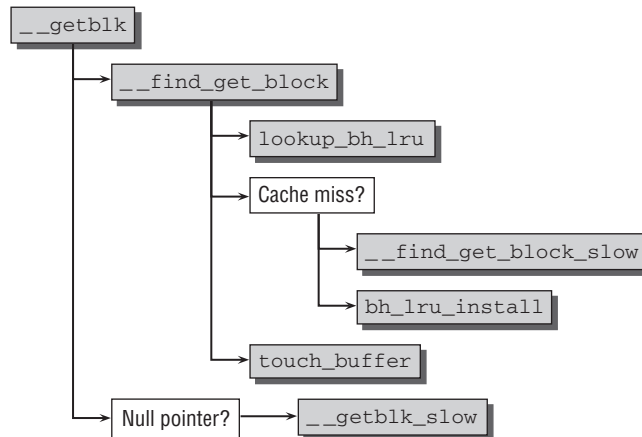 __getblk
__find_get_block
lookup_bh_lru
Cache miss?
__find_get_block_slow
bh_lru_install
touch_buffer
Null pointer?
__getblk_slow